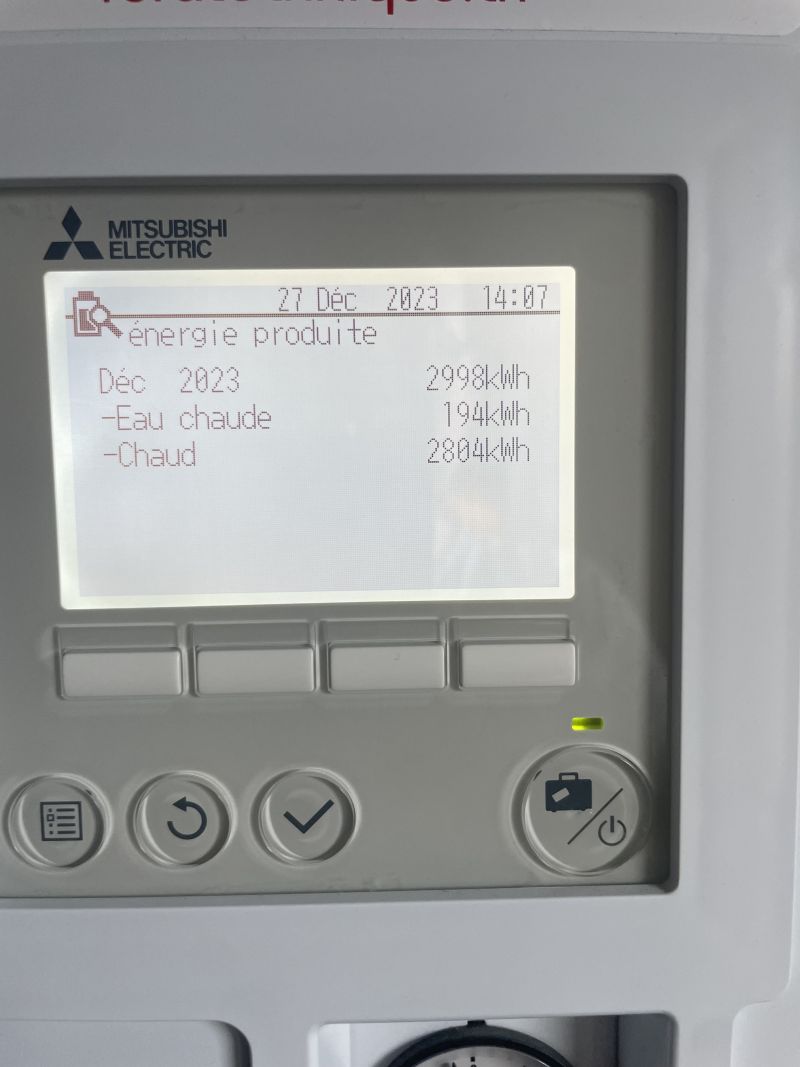 MITSUBISHI
ELECTRIC
27 Déc 2023 14:07
énergie produite
Déc 2023 2998kWh
-Eau chaude 194kWh
-Chaud 2804kWh